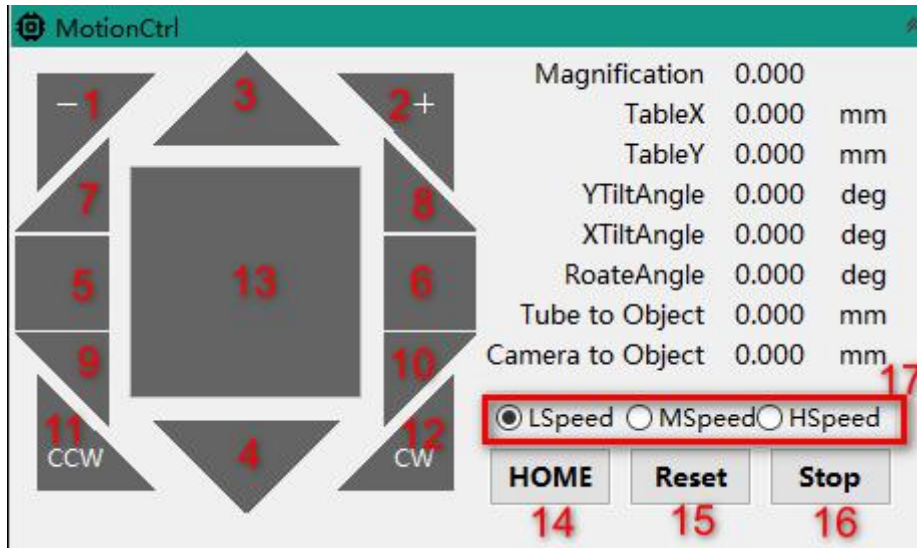 MotionCtrl
− 1
3
2 +
7
8
5
13
6
9
10
11
CCW
4
12
CW
Magnification 0.000
TableX 0.000 mm
TableY 0.000 mm
YTiltAngle 0.000 deg
XTiltAngle 0.000 deg
RoateAngle 0.000 deg
Tube to Object 0.000 mm
Camera to Object 0.000 mm
17
LSpeed MSpeed HSpeed
HOME Reset Stop
14 15 16